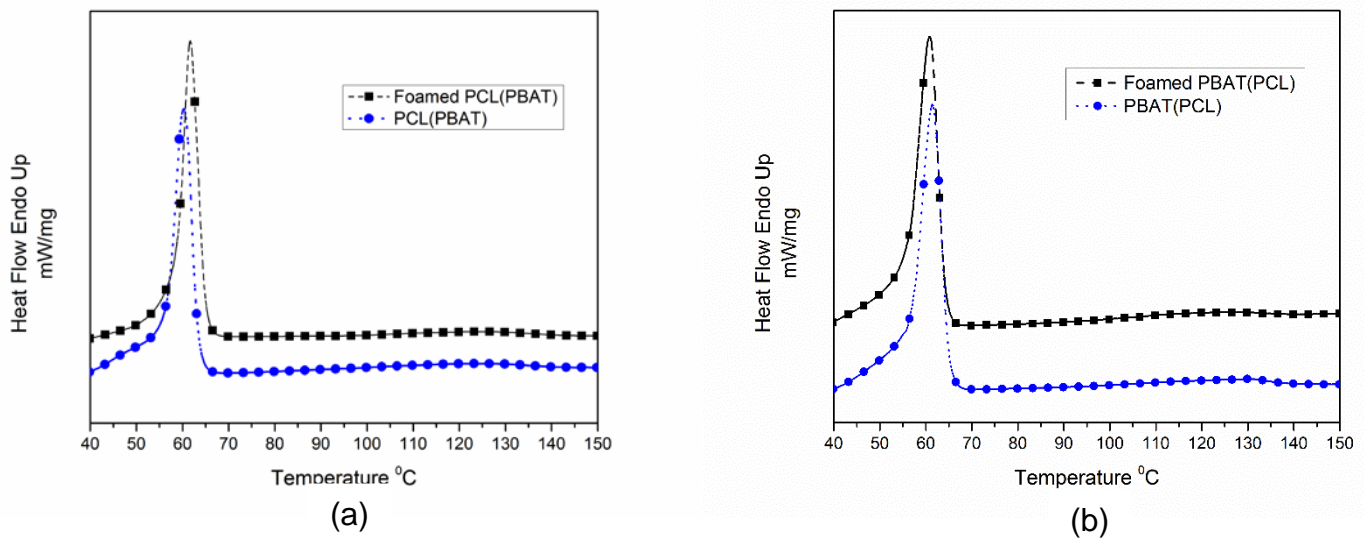 Heat Flow Endo Up
mW/mg
Foamed PCL(PBAT)
PCL(PBAT)
40 50 60 70 80 90 100 110 120 130 140 150
Temperature ⁰C
(a)
Heat Flow Endo Up
mW/mg
Foamed PBAT(PCL)
PBAT(PCL)
40 50 60 70 80 90 100 110 120 130 140 150
Temperature ⁰C
(b)